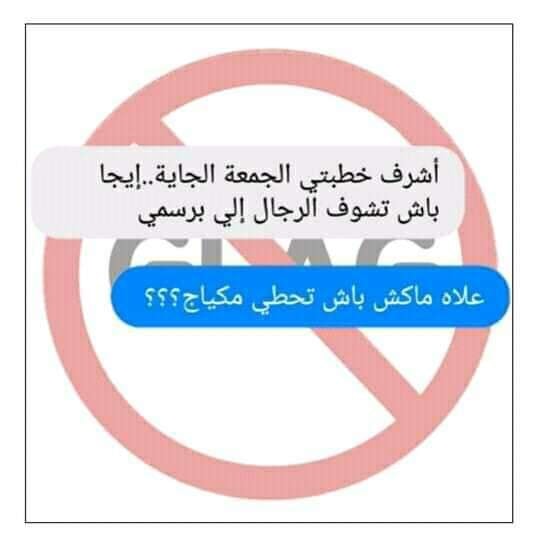 أشرف خطبتي الجمعة الجاية..إيجا
باش تشوف الرجال إلي برسمي
علاه ماكش باش تحطي مكياج؟؟؟